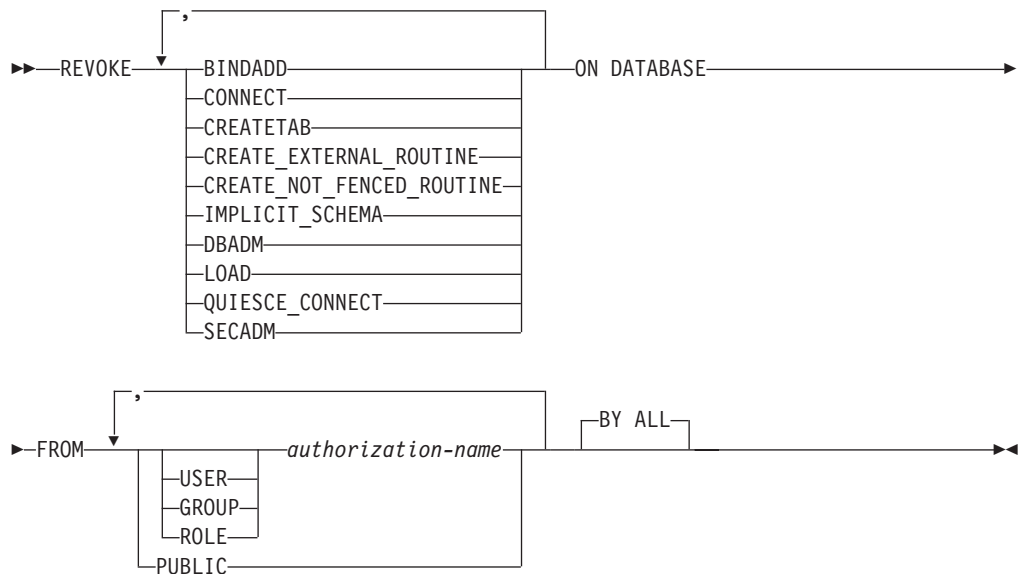 ,
REVOKE BINDADD ON DATABASE
CONNECT
CREATETAB
CREATE_EXTERNAL_ROUTINE
CREATE_NOT_FENCED_ROUTINE
IMPLICIT_SCHEMA
DBADM
LOAD
QUIESCE_CONNECT
SECADM
,
BY ALL
FROM authorization-name
USER
GROUP
ROLE
PUBLIC